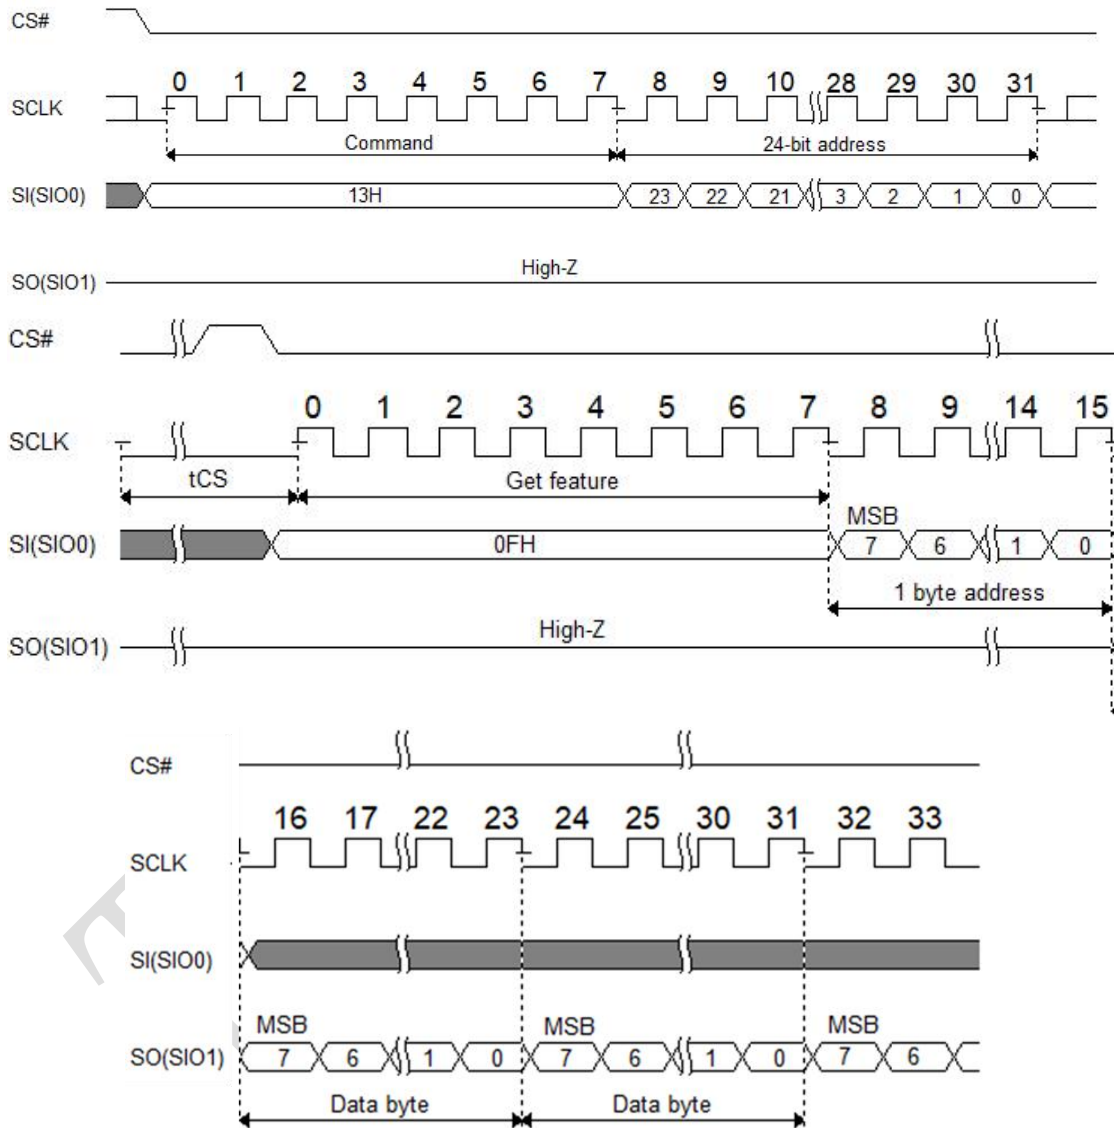 CS#
0 1 2 3 4 5 6 7 8 9 10 28 29 30 31
SCLK
Command 24-bit address
SI(SIO0) 13H 23 22 21 3 2 1 0
High-Z
SO(SIO1)
CS#
0 1 2 3 4 5 6 7 8 9 14 15
SCLK
tCS Get feature
MSB
SI(SIO0) 0FH 7 6 1 0
1 byte address
High-Z
SO(SIO1)
CS#
16 17 22 23 24 25 30 31 32 33
SCLK
SI(SIO0)
MSB MSB MSB
SO(SIO1) 7 6 1 0 7 6 1 0 7 6
Data byte Data byte